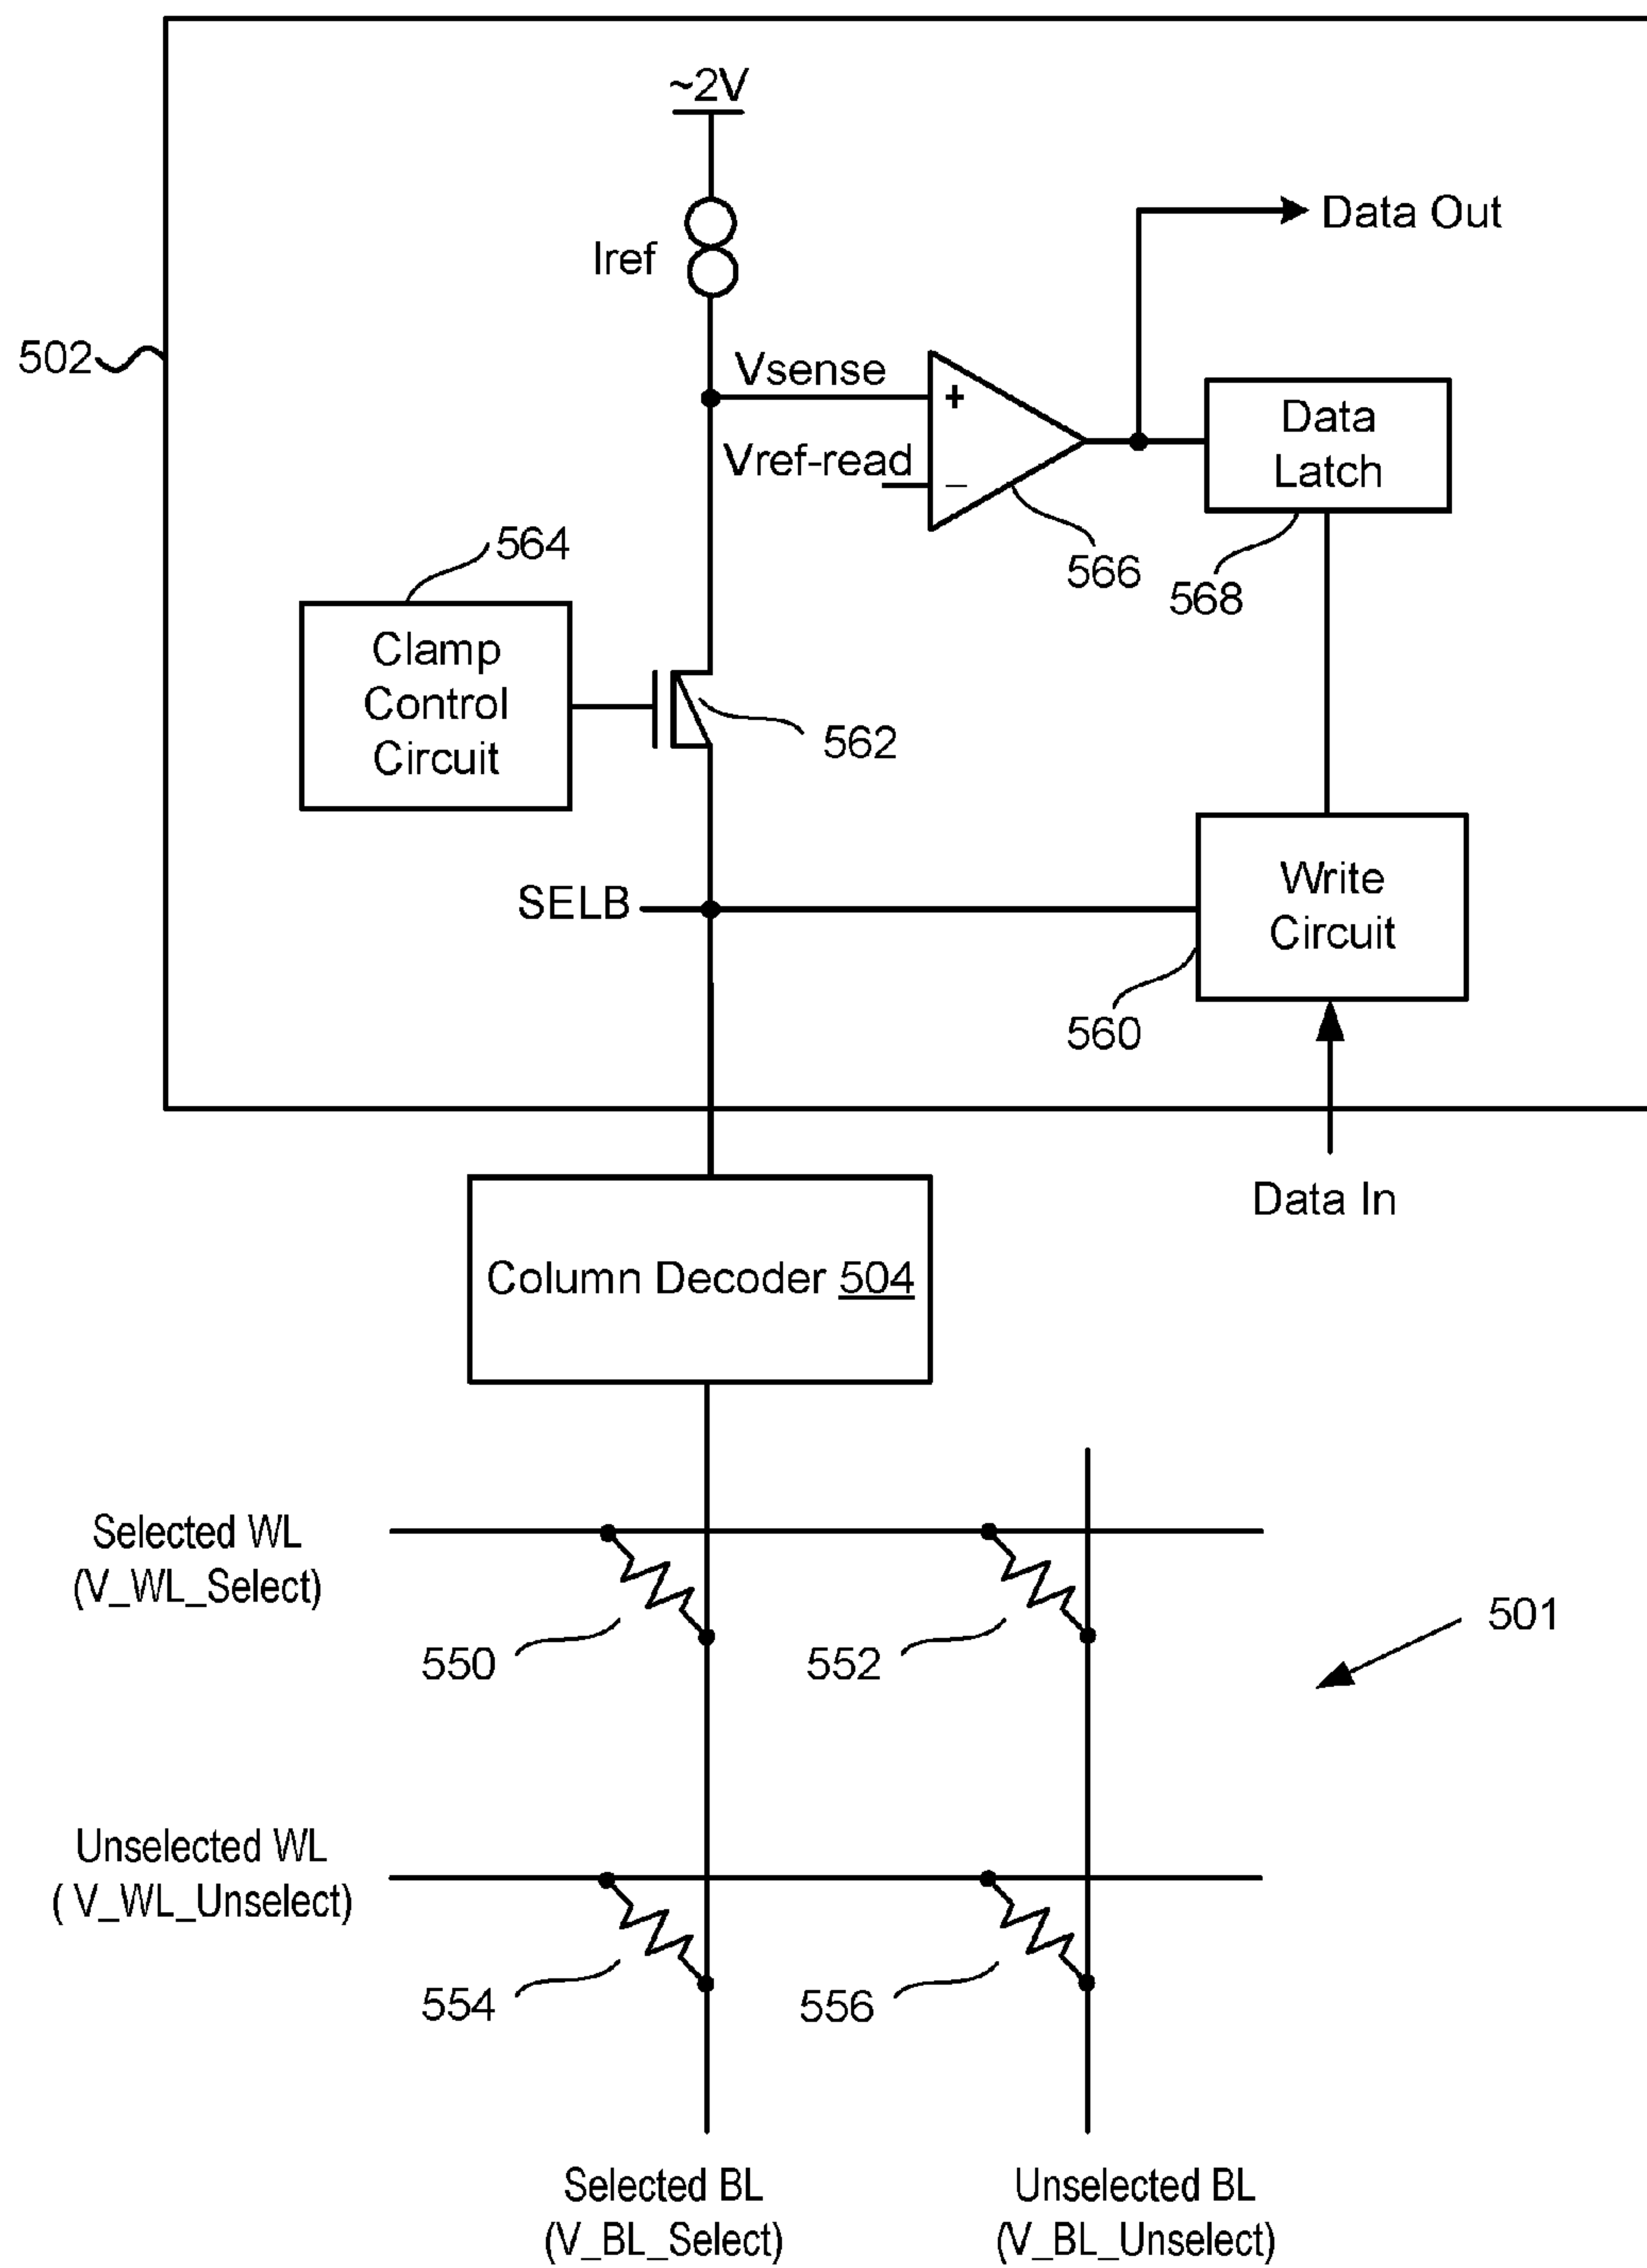 ~2V
Data Out
Iref
502
Vsense
+
Data
Latch
Vref-read
–
564
566
568
Clamp
Control
Circuit
562
Write
Circuit
SELB
560
Data In
Column Decoder 504
Selected WL
(V_WL_Select)
501
550
552
Unselected WL
( V_WL_Unselect)
554
556
Selected BL
(V_BL_Select)
Unselected BL
(V_BL_Unselect)